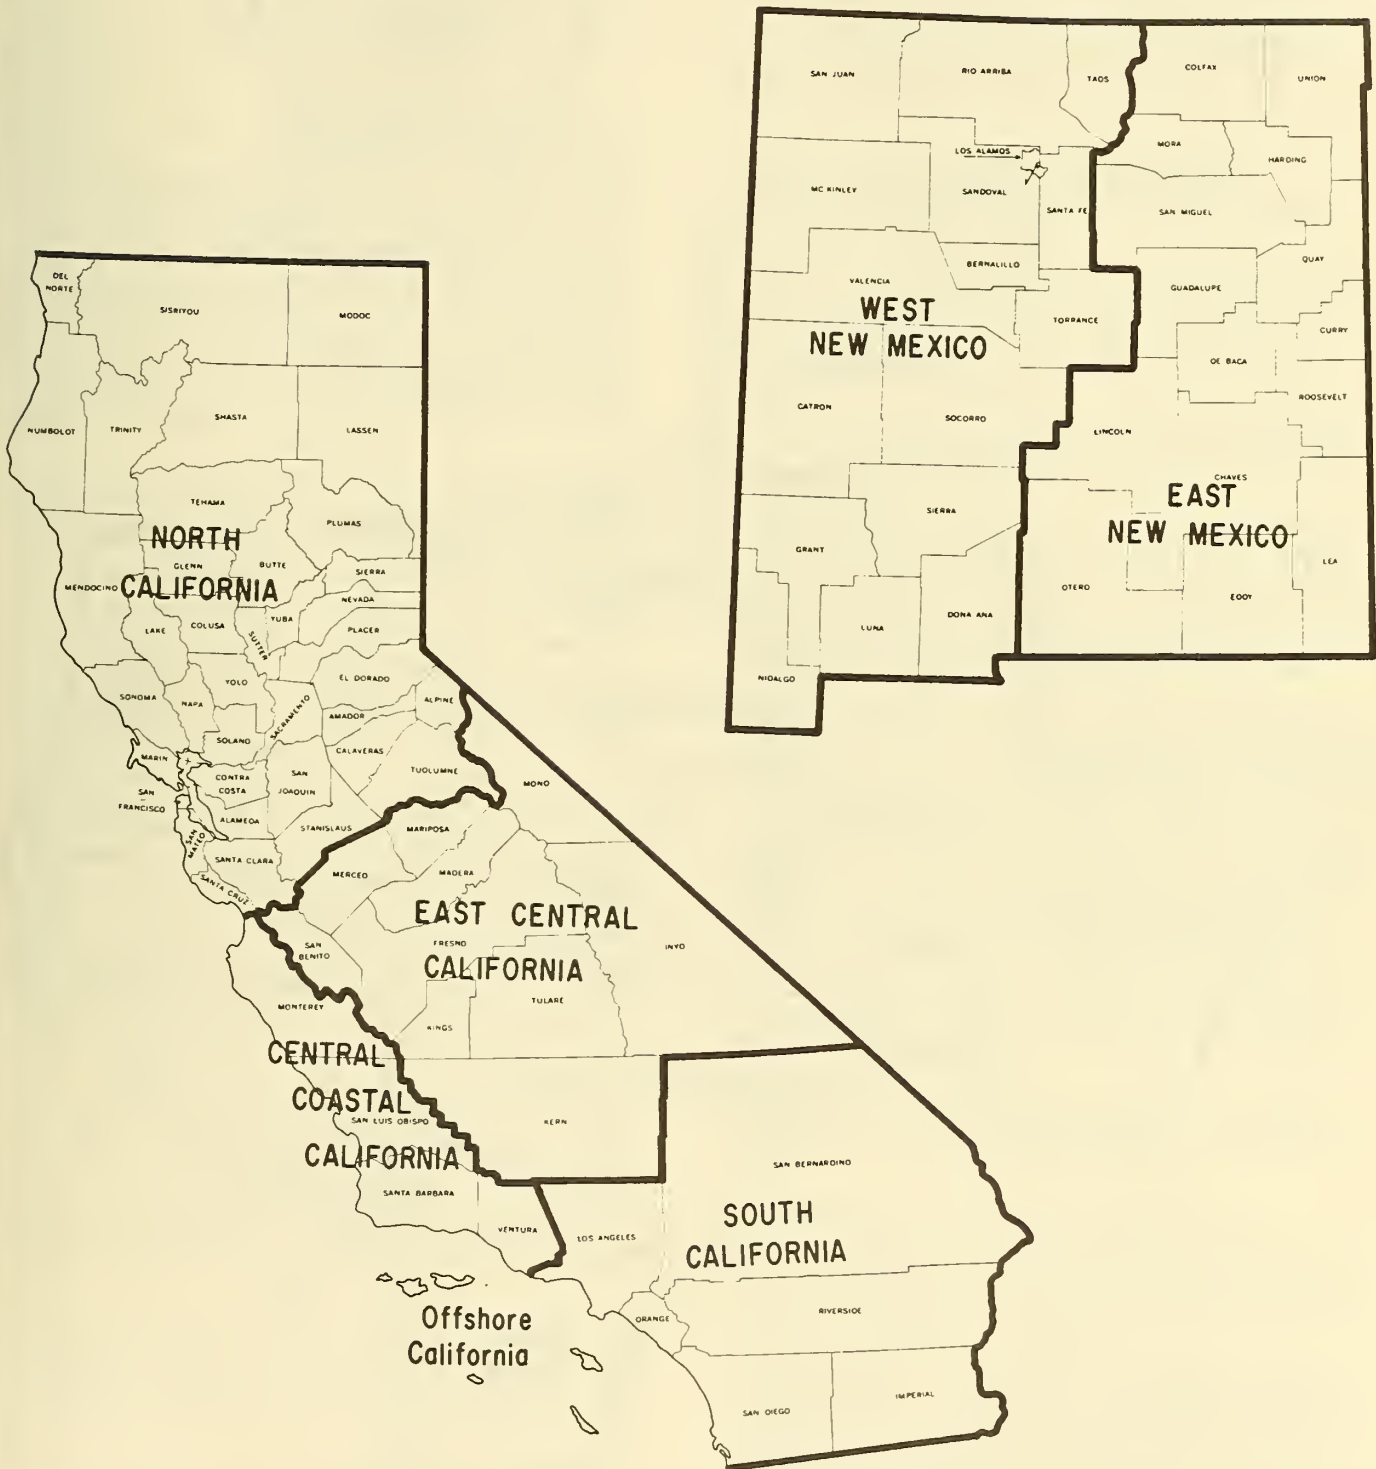 SAN JUAN
RIO ARRIBA
TAOS
COLFAX
UNION
LOS ALAMOS
MORA
HARDING
MC KINLEY
SANDOVAL
SANTA FE
SAN MIGUEL
BERNALILLO
QUAY
VALENCIA
GUADALUPE
WEST
NEW MEXICO
TORRANCE
CURRY
DE BACA
CATRON
SOCORRO
ROOSEVELT
LINCOLN
CHAVES
EAST
NEW MEXICO
SIERRA
GRANT
LEA
OTERO
EDDY
LUNA
DONA ANA
NIDALGO
DEL
NORTE
SISRIYOU
MODOC
NUMBOLOT
TRINITY
SHASTA
LASSEN
TEHAMA
PLUMAS
NORTH
CALIFORNIA
GLENN
BUTTE
SIERRA
MENDOCINO
NEVADA
YUBA
LAKE
COLUSA
SUTTER
PLACER
YOLO
EL DORADO
SONOMA
NAPA
SACRAMENTO
ALPINE
AMADOR
SOLANO
CALAVERAS
MARIN
CONTRA
COSTA
SAN
JOAQUIN
TUOLUMNE
MONO
SAN
FRANCISCO
ALAMEDA
STANISLAUS
MARIPOSA
SAN
MATEO
SANTA CLARA
MERCED
MADERA
SANTA CRUZ
EAST CENTRAL
CALIFORNIA
SAN
BENITO
FRESNO
INYO
MONTEREY
TULARE
KINGS
CENTRAL
COASTAL
CALIFORNIA
SAN LUIS OBISPO
KERN
SAN BERNARDINO
SANTA BARBARA
VENTURA
LOS ANGELES
SOUTH
CALIFORNIA
Offshore
California
ORANGE
RIVERSIDE
SAN DIEGO
IMPERIAL